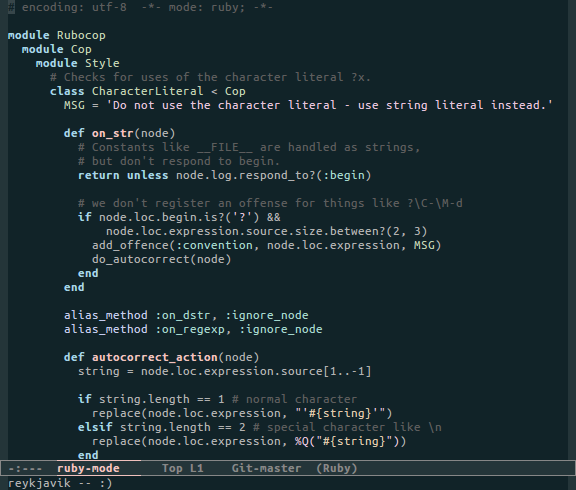 # encoding: utf-8  -*- mode: ruby; -*-

module Rubocop
  module Cop
    module Style
      # Checks for uses of the character literal ?x.
      class CharacterLiteral < Cop
        MSG = 'Do not use the character literal - use string literal instead.'

        def on_str(node)
          # Constants like __FILE__ are handled as strings,
          # but don't respond to begin.
          return unless node.log.respond_to?(:begin)

          # we don't register an offense for things like ?\C-\M-d
          if node.loc.begin.is?('?') &&
              node.loc.expression.source.size.between?(2, 3)
            add_offence(:convention, node.loc.expression, MSG)
            do_autocorrect(node)
          end
        end

        alias_method :on_dstr, :ignore_node
        alias_method :on_regexp, :ignore_node

        def autocorrect_action(node)
          string = node.loc.expression.source[1..-1]

          if string.length == 1 # normal character
            replace(node.loc.expression, "'#{string}'")
          elsif string.length == 2 # special character like \n
            replace(node.loc.expression, %Q("#{string}"))
          end
-:---  ruby-mode      Top L1    Git-master  (Ruby)
reykjavik -- :)